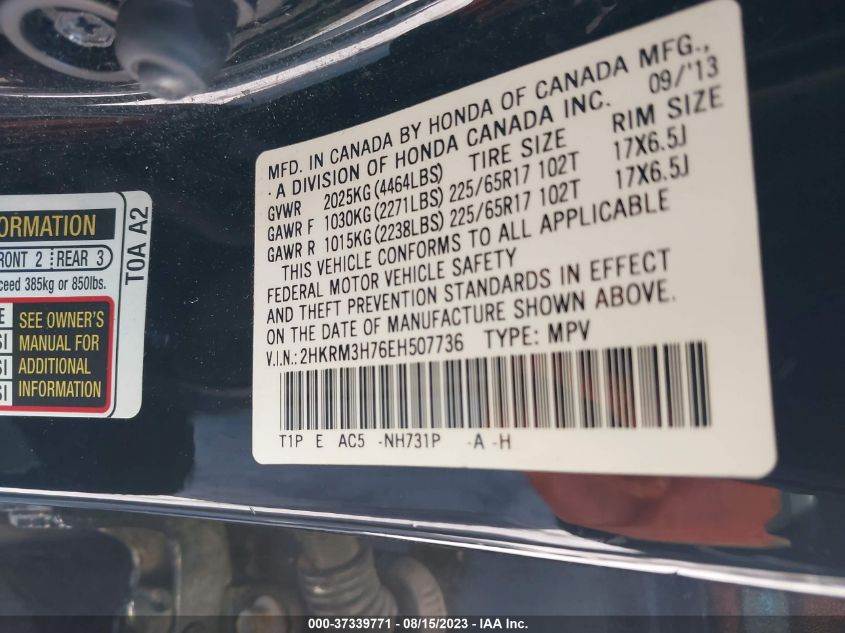 MFD. IN CANADA BY HONDA OF CANADA MFG.,
· A DIVISION OF HONDA CANADA INC. 09/'13
GVWR 2025KG(4464LBS) TIRE SIZE RIM SIZE
GAWR F 1030KG(2271LBS) 225/65R17 102T 17X6.5J
GAWR R 1015KG(2238LBS) 225/65R17 102T 17X6.5J
THIS VEHICLE CONFORMS TO ALL APPLICABLE
FEDERAL MOTOR VEHICLE SAFETY
AND THEFT PREVENTION STANDARDS IN EFFECT
ON THE DATE OF MANUFACTURE SHOWN ABOVE.
V.I.N.: 2HKRM3H76EH507736 TYPE: MPV
T1P E AC5 -NH731P -A -H
REAR 3
2
or 850lbs.
385kg
SEE OWNER'S
MANUAL FOR
ADDITIONAL
INFORMATION
T0A A2
000-37339771 - 08/15/2023 - IAA Inc.